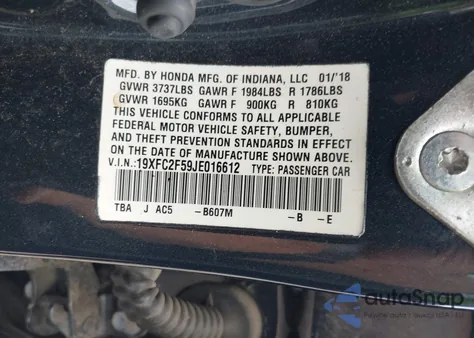 MFD. BY HONDA MFG. OF INDIANA, LLC 01/'18
GVWR 3737LBS GAWR F 1984LBS R 1786LBS
GVWR 1695KG GAWR F 900KG R 810KG
THIS VEHICLE CONFORMS TO ALL APPLICABLE
FEDERAL MOTOR VEHICLE SAFETY, BUMPER,
AND THEFT PREVENTION STANDARDS IN EFFECT
ON THE DATE OF MANUFACTURE SHOWN ABOVE.
V.I.N.:19XFC2F59JE016612 TYPE: PASSENGER CAR
TBA J AC5 -B607M -B -E
autoSnap